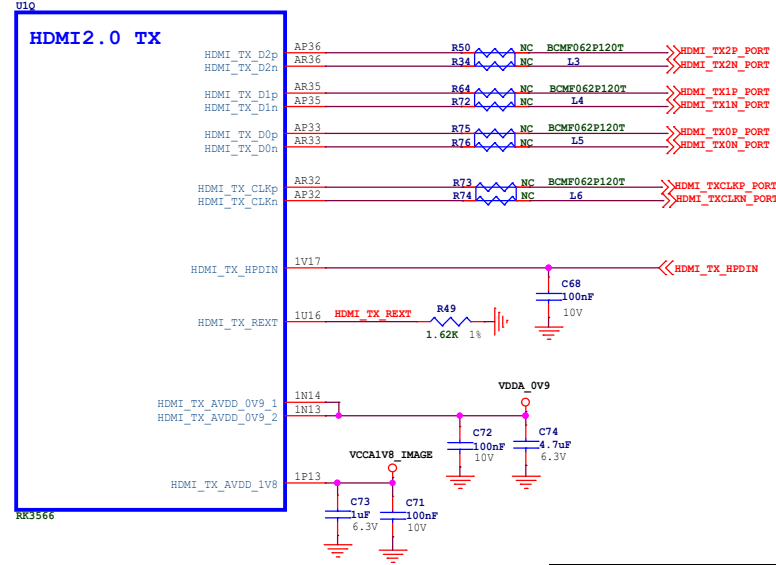 U1Q
HDMI2.0 TX
HDMI_TX_D2p AP36 R50 NC BCMF062P120T HDMI_TX2P_PORT
HDMI_TX_D2n AR36 R34 NC L3 HDMI_TX2N_PORT
HDMI_TX_D1p AR35 R64 NC BCMF062P120T HDMI_TX1P_PORT
HDMI_TX_D1n AP35 R72 NC L4 HDMI_TX1N_PORT
HDMI_TX_D0p AP33 R75 NC BCMF062P120T HDMI_TX0P_PORT
HDMI_TX_D0n AR33 R76 NC L5 HDMI_TX0N_PORT
HDMI_TX_CLKp AR32 R73 NC BCMF062P120T HDMI_TXCLKP_PORT
HDMI_TX_CLKn AP32 R74 NC L6 HDMI_TXCLKN_PORT
HDMI_TX_HPDIN 1V17 HDMI_TX_HPDIN
C68
100nF
10V
HDMI_TX_REXT 1U16 HDMI_TX_REXT R49
1.62K 1%
VDDA_0V9
HDMI_TX_AVDD_0V9_1 1N14
HDMI_TX_AVDD_0V9_2 1N13
C72 C74
100nF 4.7uF
10V 6.3V
VCCA1V8_IMAGE
HDMI_TX_AVDD_1V8 1P13
C73 C71
1uF 100nF
6.3V 10V
RK3566